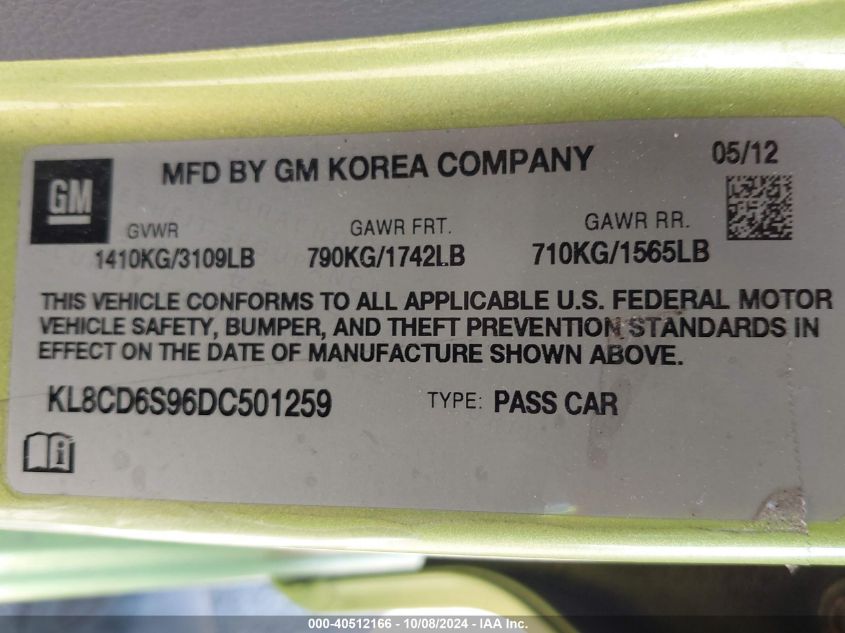 MFD BY GM KOREA COMPANY 05/12
GM
GVWR GAWR FRT. GAWR RR.
1410KG/3109LB 790KG/1742LB 710KG/1565LB
THIS VEHICLE CONFORMS TO ALL APPLICABLE U.S. FEDERAL MOTOR
VEHICLE SAFETY, BUMPER, AND THEFT PREVENTION STANDARDS IN
EFFECT ON THE DATE OF MANUFACTURE SHOWN ABOVE.
KL8CD6S96DC501259 TYPE: PASS CAR
000-40512166 - 10/08/2024 - IAA Inc.